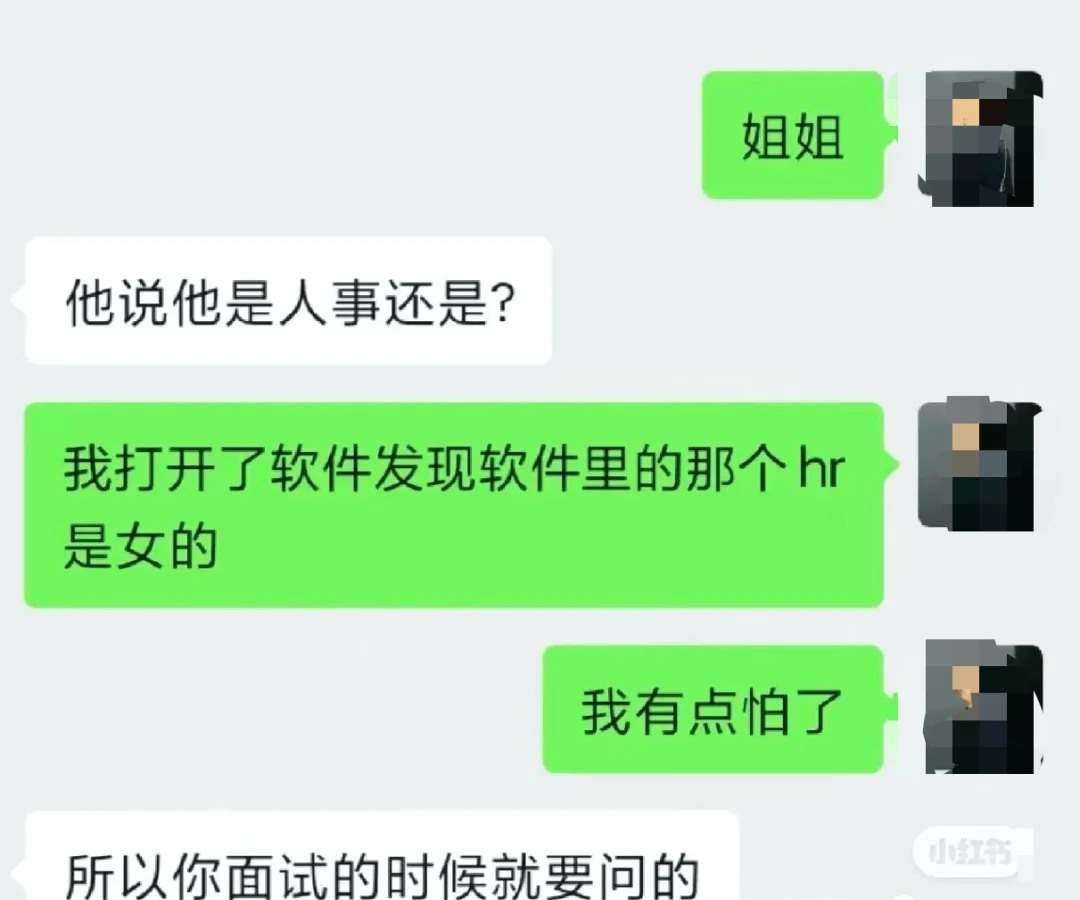 姐姐
他说他是人事还是?
我打开了软件发现软件里的那个hr
是女的
我有点怕了
所以你面试的时候就要问的
小红书